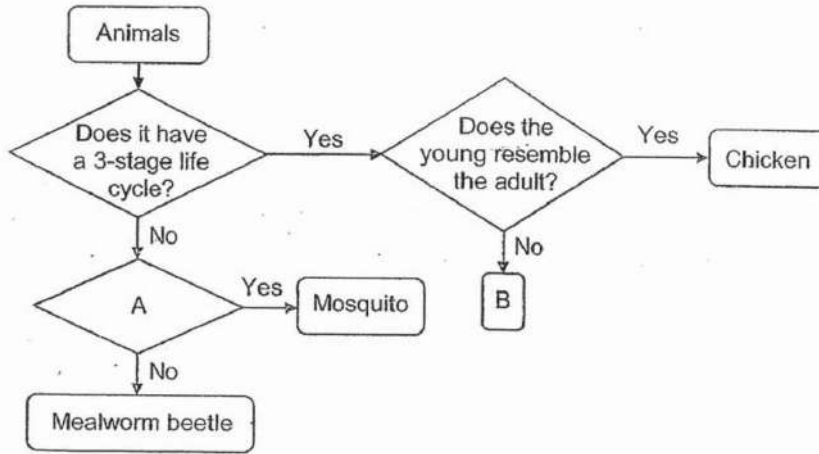 Animals
Does it have
a 3-stage life
cycle?
Yes
Does the
young resemble
the adult?
Yes
Chicken
No
No
A
Yes
Mosquito
B
No
Mealworm beetle